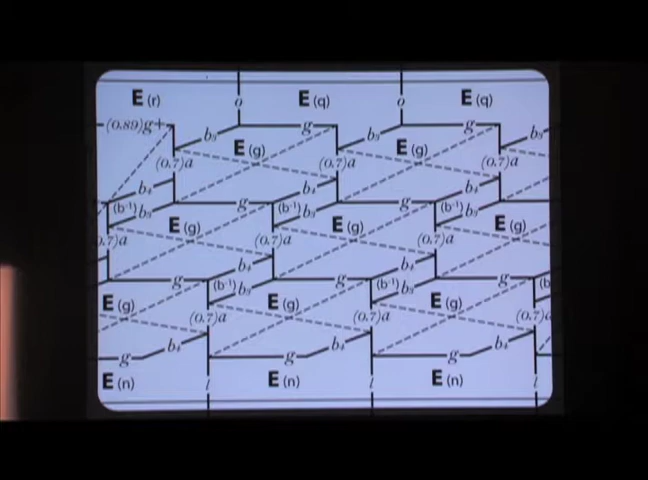 E (r) o E (q) o E (q)
(0.89)g+ b₃ g b₃ g b₃
E (g) E (g)
(0.7)a (0.7)a (0.7)a
b₄ b₄ b₄
(b⁻¹) b₃ g (b⁻¹) b₃ g (b⁻¹) b₃
E (g) E (g) E (g)
0.7)a (0.7)a (0.7)a
b₄ b₄
g (b⁻¹) b₃ g (b⁻¹) b₃ g (b
E (g) E (g) E (g)
(0.7)a (0.7)a (0.7)a
g b₄ g b₄ g b₄
E (n) l E (n) l E (n) l